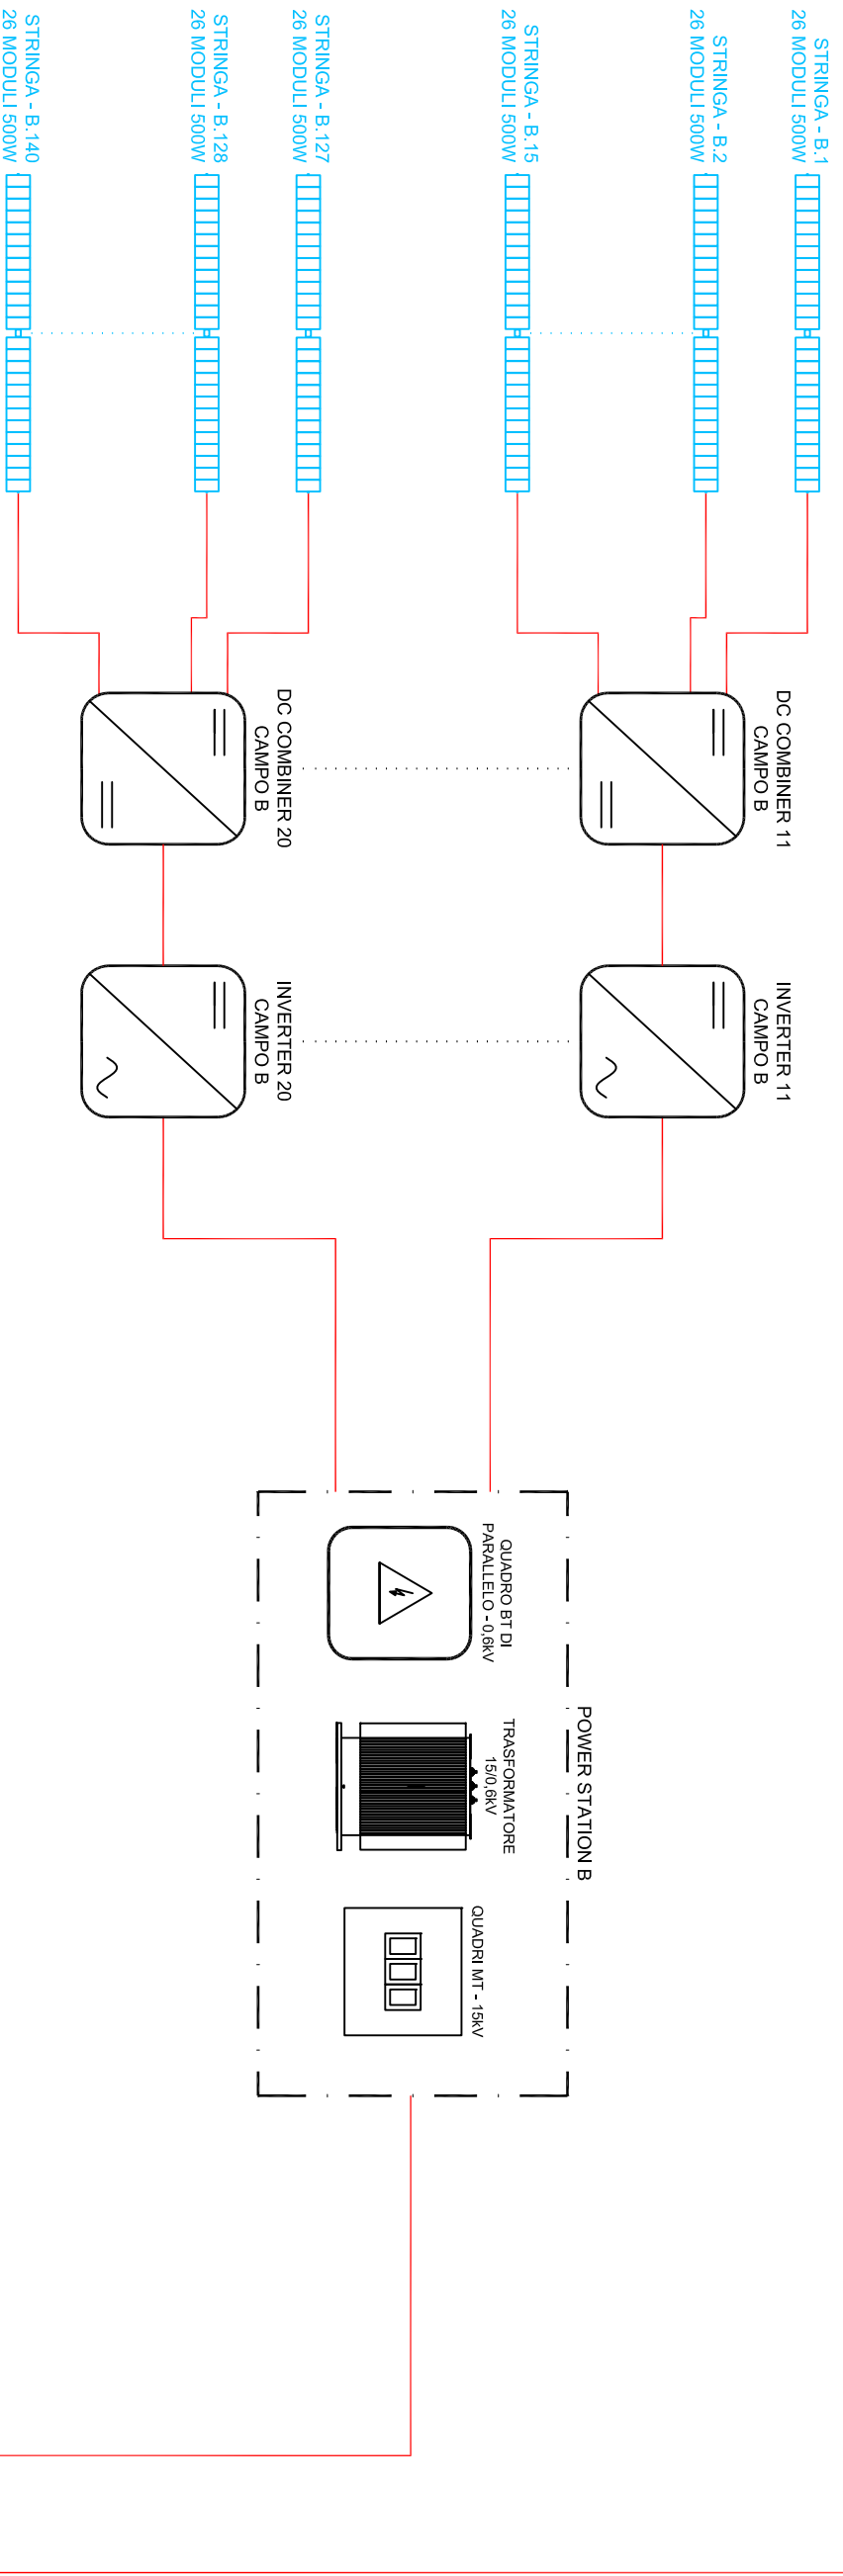 STRINGA - B.1
26 MODULI 500W
STRINGA - B.2
26 MODULI 500W
STRINGA - B.15
26 MODULI 500W
STRINGA - B.127
26 MODULI 500W
STRINGA - B.128
26 MODULI 500W
STRINGA - B.140
26 MODULI 500W
DC COMBINER 11
CAMPO B
DC COMBINER 20
CAMPO B
INVERTER 11
CAMPO B
INVERTER 20
CAMPO B
POWER STATION B
QUADRO BT DI
PARALLELO - 0,6kV
TRASFORMATORE
15/0,6kV
QUADRI MT - 15kV